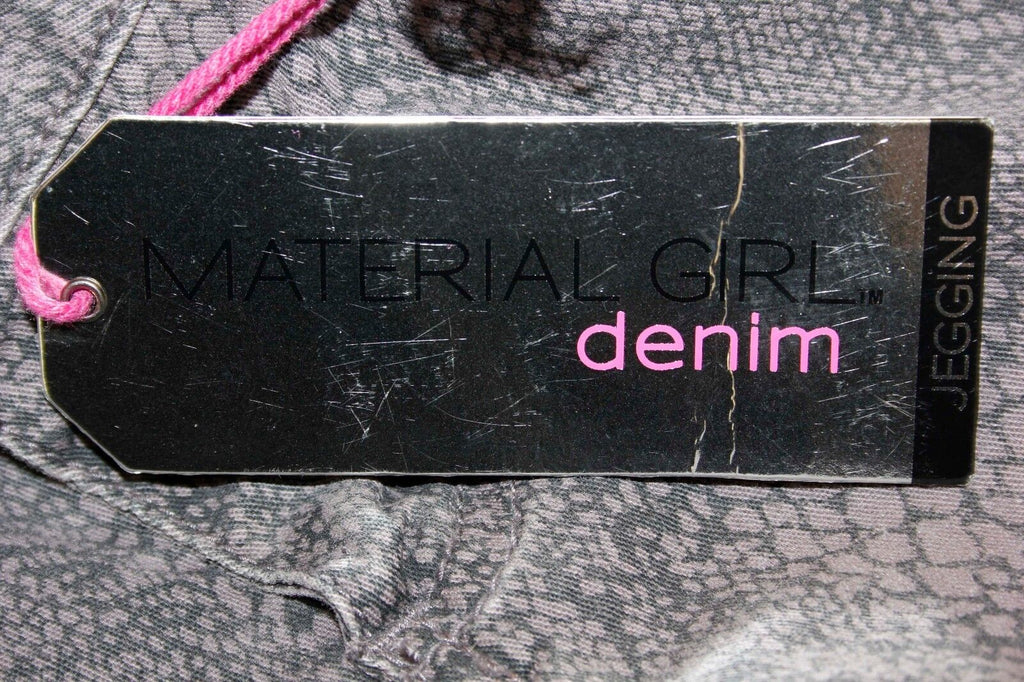 MATERIAL GIRL™
denim
JEGGING